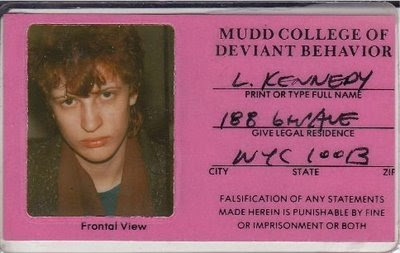 MUDD COLLEGE OF
DEVIANT BEHAVIOR
L. KENNEDY
PRINT OR TYPE FULL NAME
188 6th AVE
GIVE LEGAL RESIDENCE
NYC 10013
CITY STATE ZIP
FALSIFICATION OF ANY STATEMENTS
MADE HEREIN IS PUNISHABLE BY FINE
OR IMPRISONMENT OR BOTH
Frontal View